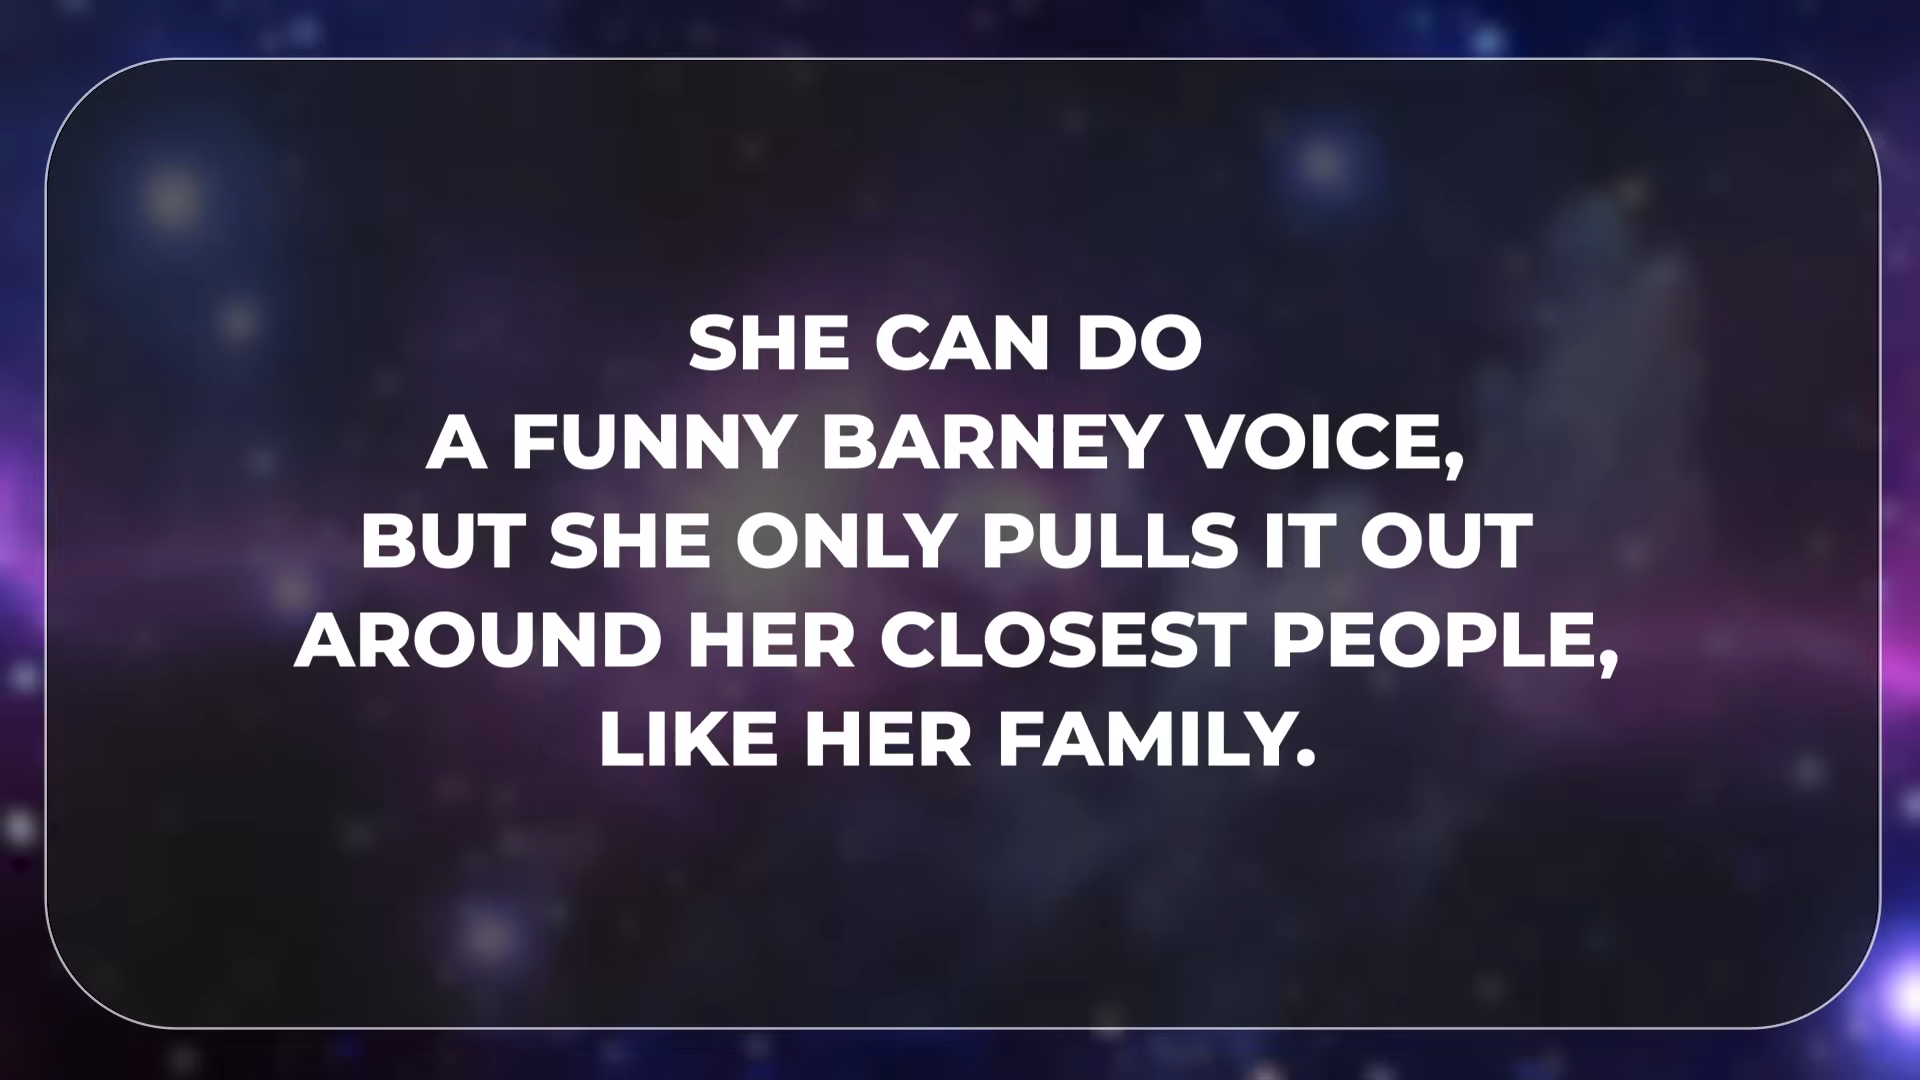 SHE CAN DO
A FUNNY BARNEY VOICE,
BUT SHE ONLY PULLS IT OUT
AROUND HER CLOSEST PEOPLE,
LIKE HER FAMILY.